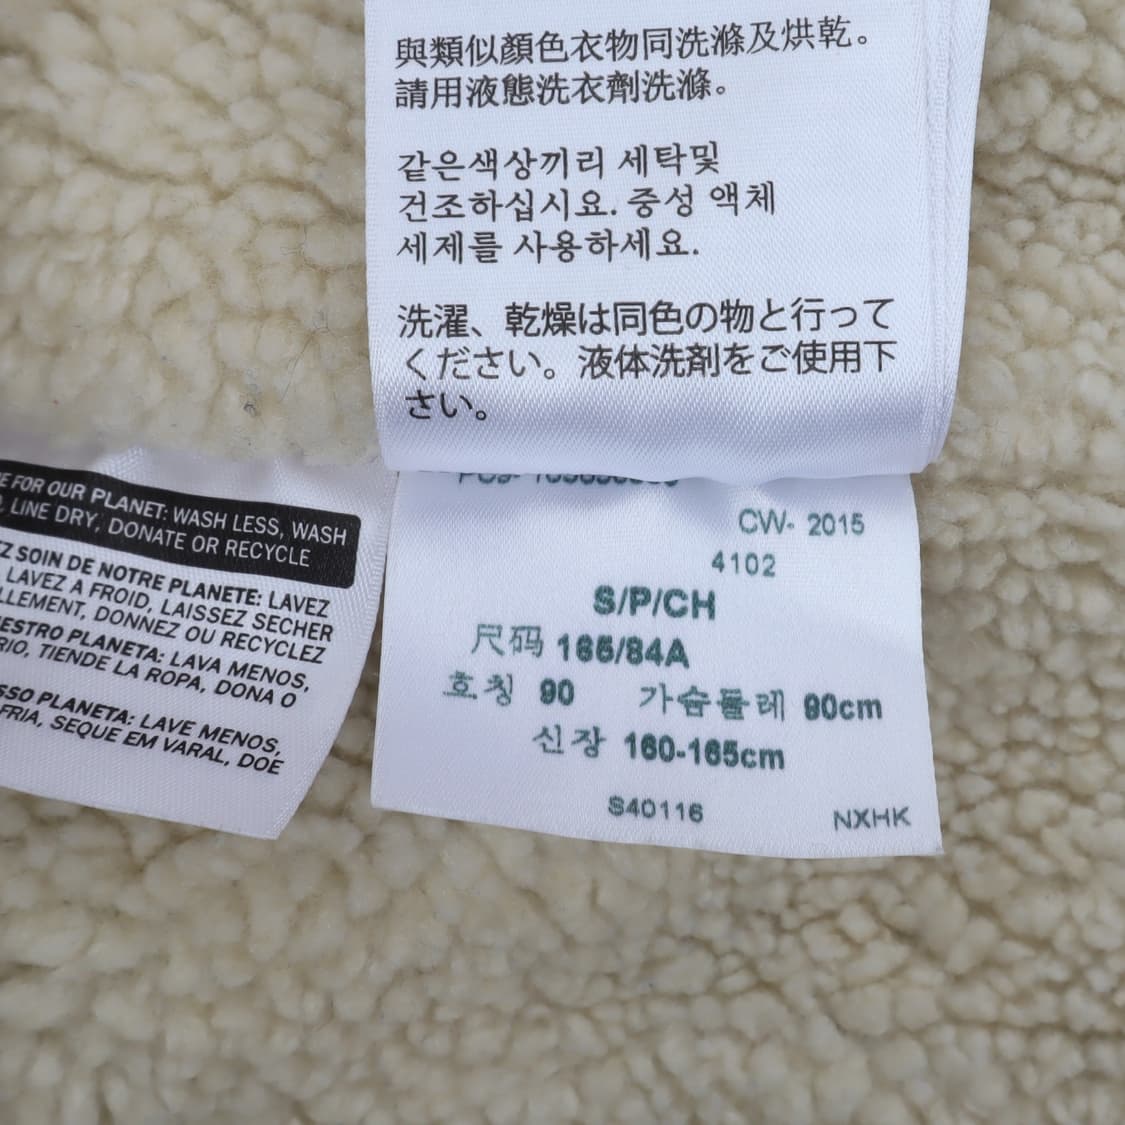 與類似顏色衣物同洗滌及烘乾。
請用液態洗衣劑洗滌。
같은색상끼리 세탁및
건조하십시요. 중성 액체
세제를 사용하세요.
洗濯、乾燥は同色の物と行って
ください。液体洗剤をご使用下
さい。
FOR OUR PLANET: WASH LESS, WASH
LINE DRY, DONATE OR RECYCLE
SOIN DE NOTRE PLANETE: LAVEZ
LAVEZ A FROID, LAISSEZ SECHER
DONNEZ OU RECYCLEZ
PLANETA: LAVA MENOS,
TIENDE LA ROPA, DONA O
PLANETA: LAVE MENOS,
FRIA, SEQUE EM VARAL, DOE
CW- 2015
4102
S/P/CH
尺码 165/84A
호칭 90 가슴둘레 90cm
신장 160-165cm
S40116 NXHK